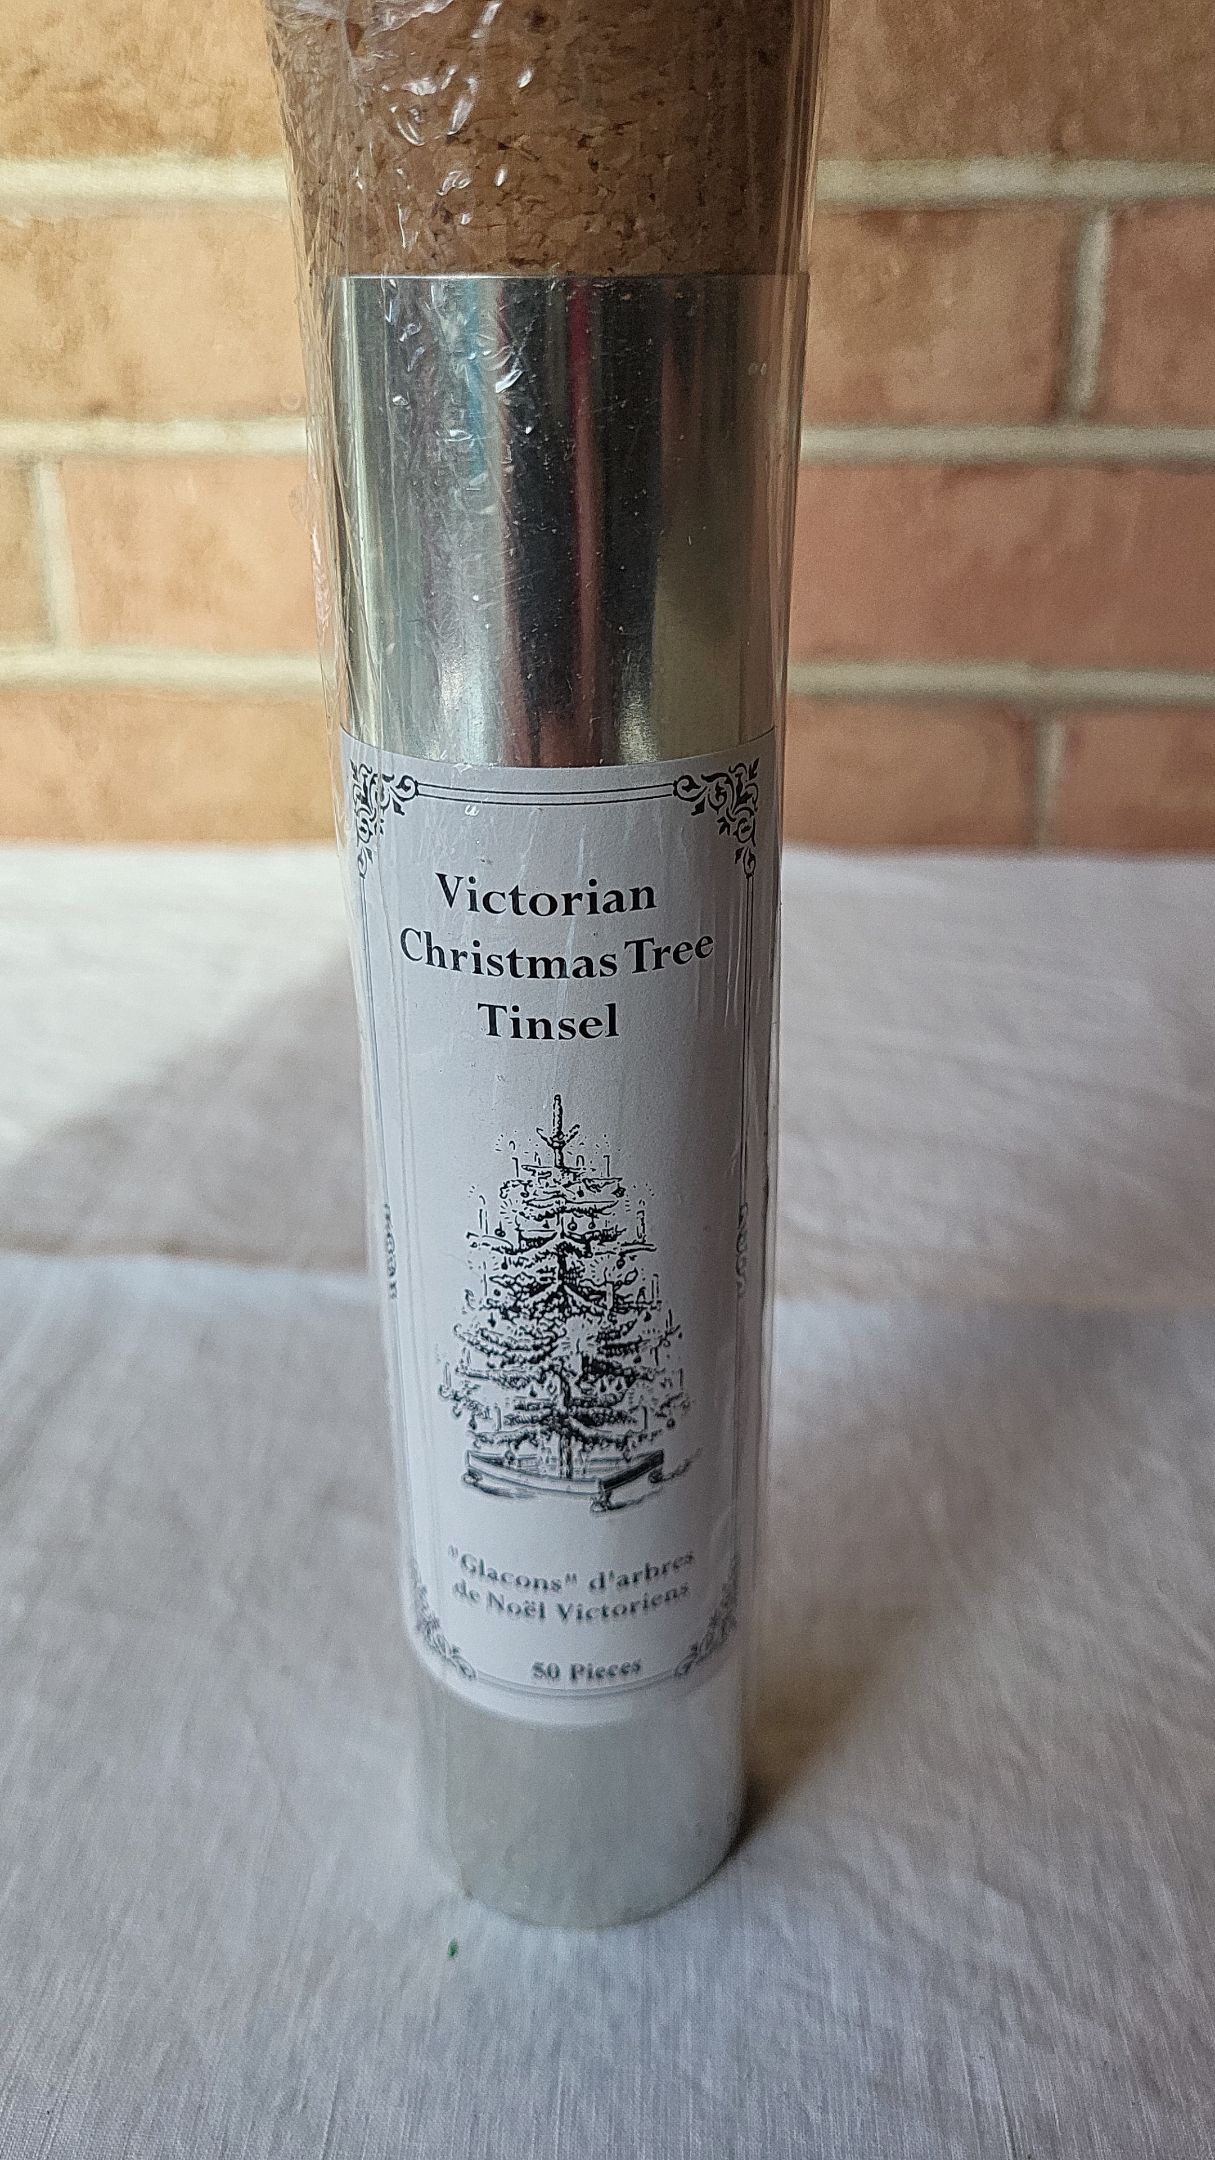 Victorian
Christmas Tree
Tinsel
"Glacons" d'arbres
de Noël Victoriens
50 Pieces